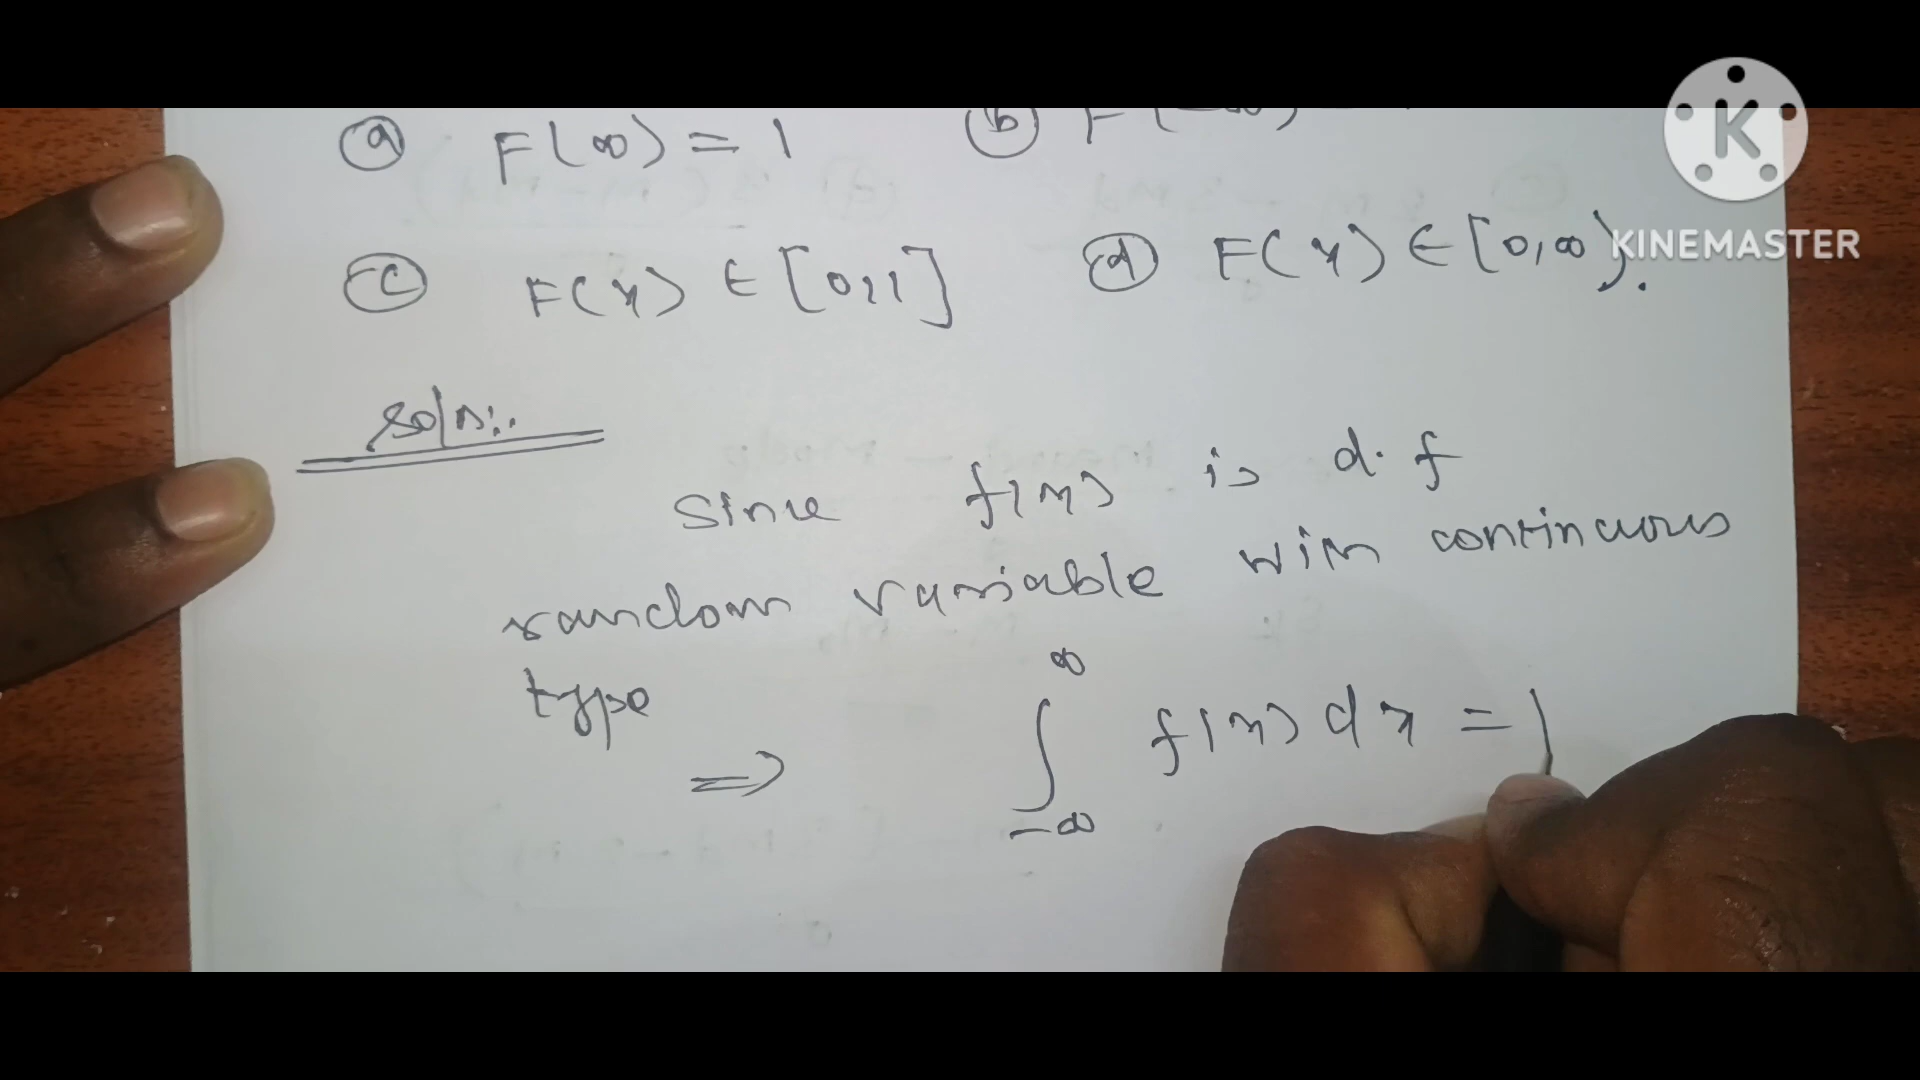 ⓐ F(∞) = 1 ⓑ F(-∞)
K
ⓒ F(x) ∈ [0,1] ⓓ F(x) ∈ [0,∞).
KINEMASTER
Soln:.
Since f(x) is d.f
random variable with continuous
type
⇒ ∫_{-∞}^{∞} f(x) dx = 1